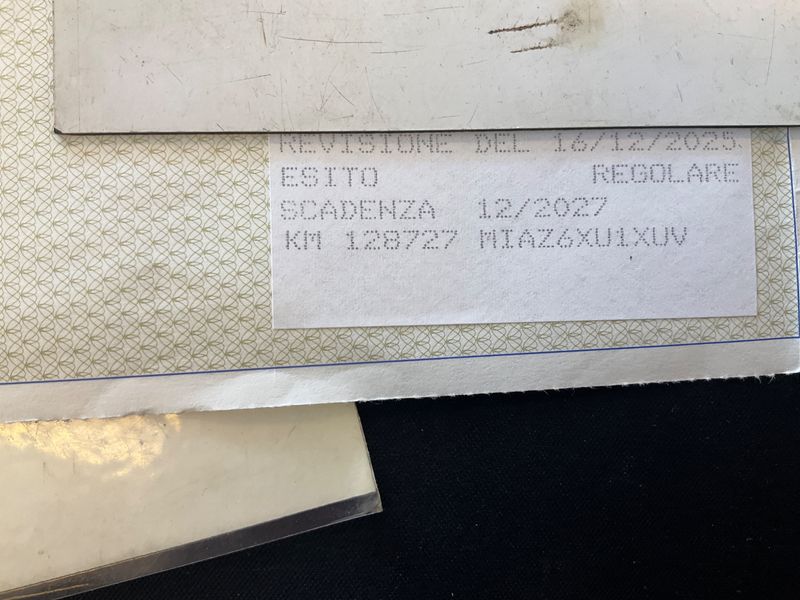 REVISIONE DEL 16/12/2025
ESITO REGOLARE
SCADENZA 12/2027
KM 128727 MIAZ6XU1XUV